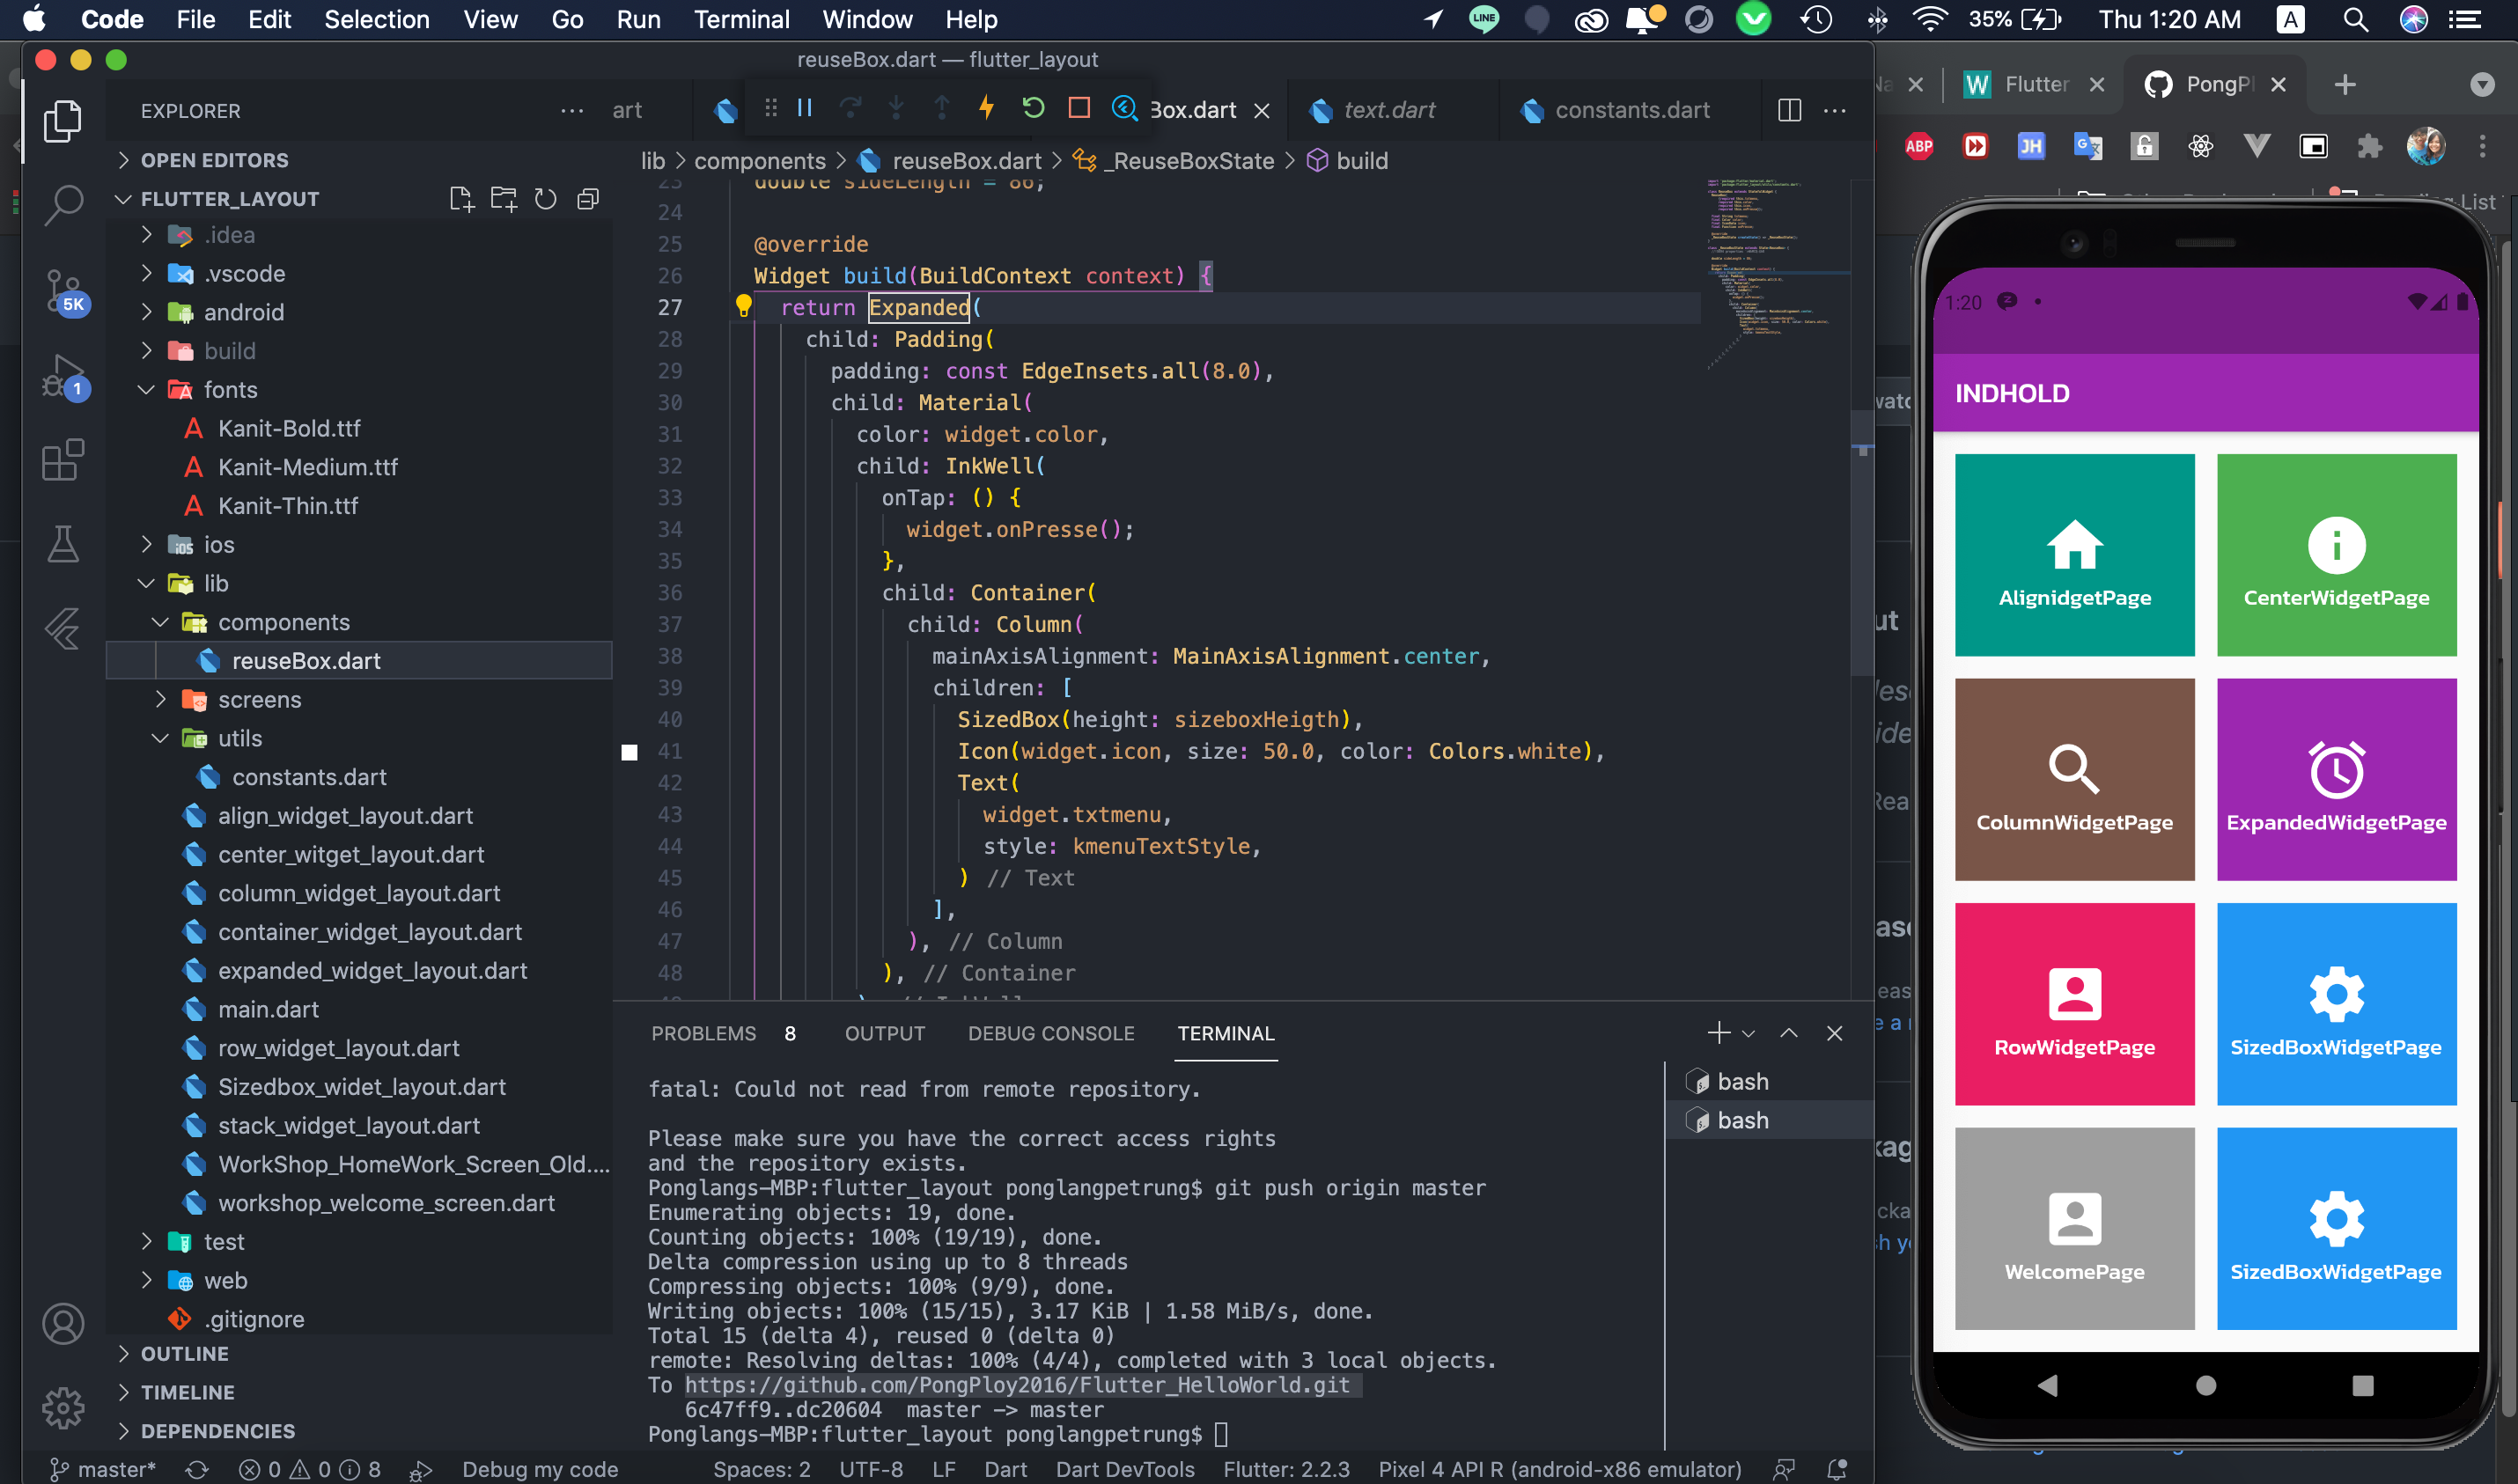 Code File Edit Selection View Go Run Terminal Window Help
LINE 35% Thu 1:20 AM A
reuseBox.dart — flutter_layout
EXPLORER
OPEN EDITORS
FLUTTER_LAYOUT
.idea
.vscode
android
build
fonts
Kanit-Bold.ttf
Kanit-Medium.ttf
Kanit-Thin.ttf
ios
lib
components
reuseBox.dart
screens
utils
constants.dart
align_widget_layout.dart
center_witget_layout.dart
column_widget_layout.dart
container_widget_layout.dart
expanded_widget_layout.dart
main.dart
row_widget_layout.dart
Sizedbox_widet_layout.dart
stack_widget_layout.dart
WorkShop_HomeWork_Screen_Old....
workshop_welcome_screen.dart
test
web
.gitignore
OUTLINE
TIMELINE
DEPENDENCIES
5K
1
art Box.dart text.dart constants.dart
lib > components > reuseBox.dart > _ReuseBoxState > build
23 double sideLength = 86;
24
25 @override
26 Widget build(BuildContext context) {
27 return Expanded(
28 child: Padding(
29 padding: const EdgeInsets.all(8.0),
30 child: Material(
31 color: widget.color,
32 child: InkWell(
33 onTap: () {
34 widget.onPresse();
35 },
36 child: Container(
37 child: Column(
38 mainAxisAlignment: MainAxisAlignment.center,
39 children: [
40 SizedBox(height: sizeboxHeigth),
41 Icon(widget.icon, size: 50.0, color: Colors.white),
42 Text(
43 widget.txtmenu,
44 style: kmenuTextStyle,
45 ) // Text
46 ],
47 ), // Column
48 ), // Container
PROBLEMS 8 OUTPUT DEBUG CONSOLE TERMINAL
fatal: Could not read from remote repository.
Please make sure you have the correct access rights
and the repository exists.
Ponglangs-MBP:flutter_layout ponglangpetrung$ git push origin master
Enumerating objects: 19, done.
Counting objects: 100% (19/19), done.
Delta compression using up to 8 threads
Compressing objects: 100% (9/9), done.
Writing objects: 100% (15/15), 3.17 KiB | 1.58 MiB/s, done.
Total 15 (delta 4), reused 0 (delta 0)
remote: Resolving deltas: 100% (4/4), completed with 3 local objects.
To https://github.com/PongPloy2016/Flutter_HelloWorld.git
6c47ff9..dc20604 master -> master
Ponglangs-MBP:flutter_layout ponglangpetrung$
bash
bash
master* 0 0 8 Debug my code Spaces: 2 UTF-8 LF Dart Dart DevTools Flutter: 2.2.3 Pixel 4 API R (android-x86 emulator)
Flutter PongPl
ABP JH
List
1:20
INDHOLD
AlignidgetPage CenterWidgetPage
ColumnWidgetPage ExpandedWidgetPage
RowWidgetPage SizedBoxWidgetPage
WelcomePage SizedBoxWidgetPage